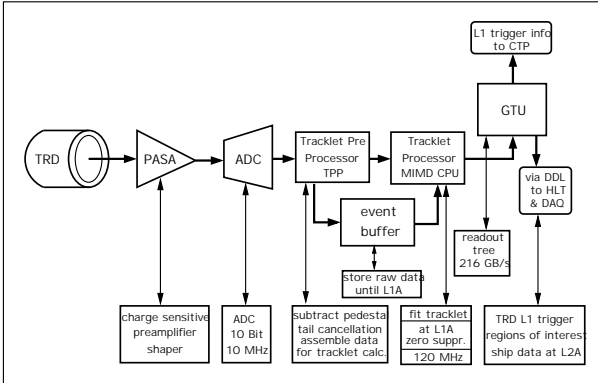 L1 trigger info
to CTP
GTU
TRD
PASA
ADC
Tracklet Pre
Processor
TPP
Tracklet
Processor
MIMD CPU
via DDL
to HLT
& DAQ
event
buffer
readout
tree
216 GB/s
store raw data
until L1A
charge sensitive
preamplifier
shaper
ADC
10 Bit
10 MHz
subtract pedesta
tail cancellation
assemble data
for tracklet calc.
fit tracklet
at L1A
zero suppr.
120 MHz
TRD L1 trigger
regions of interest
ship data at L2A